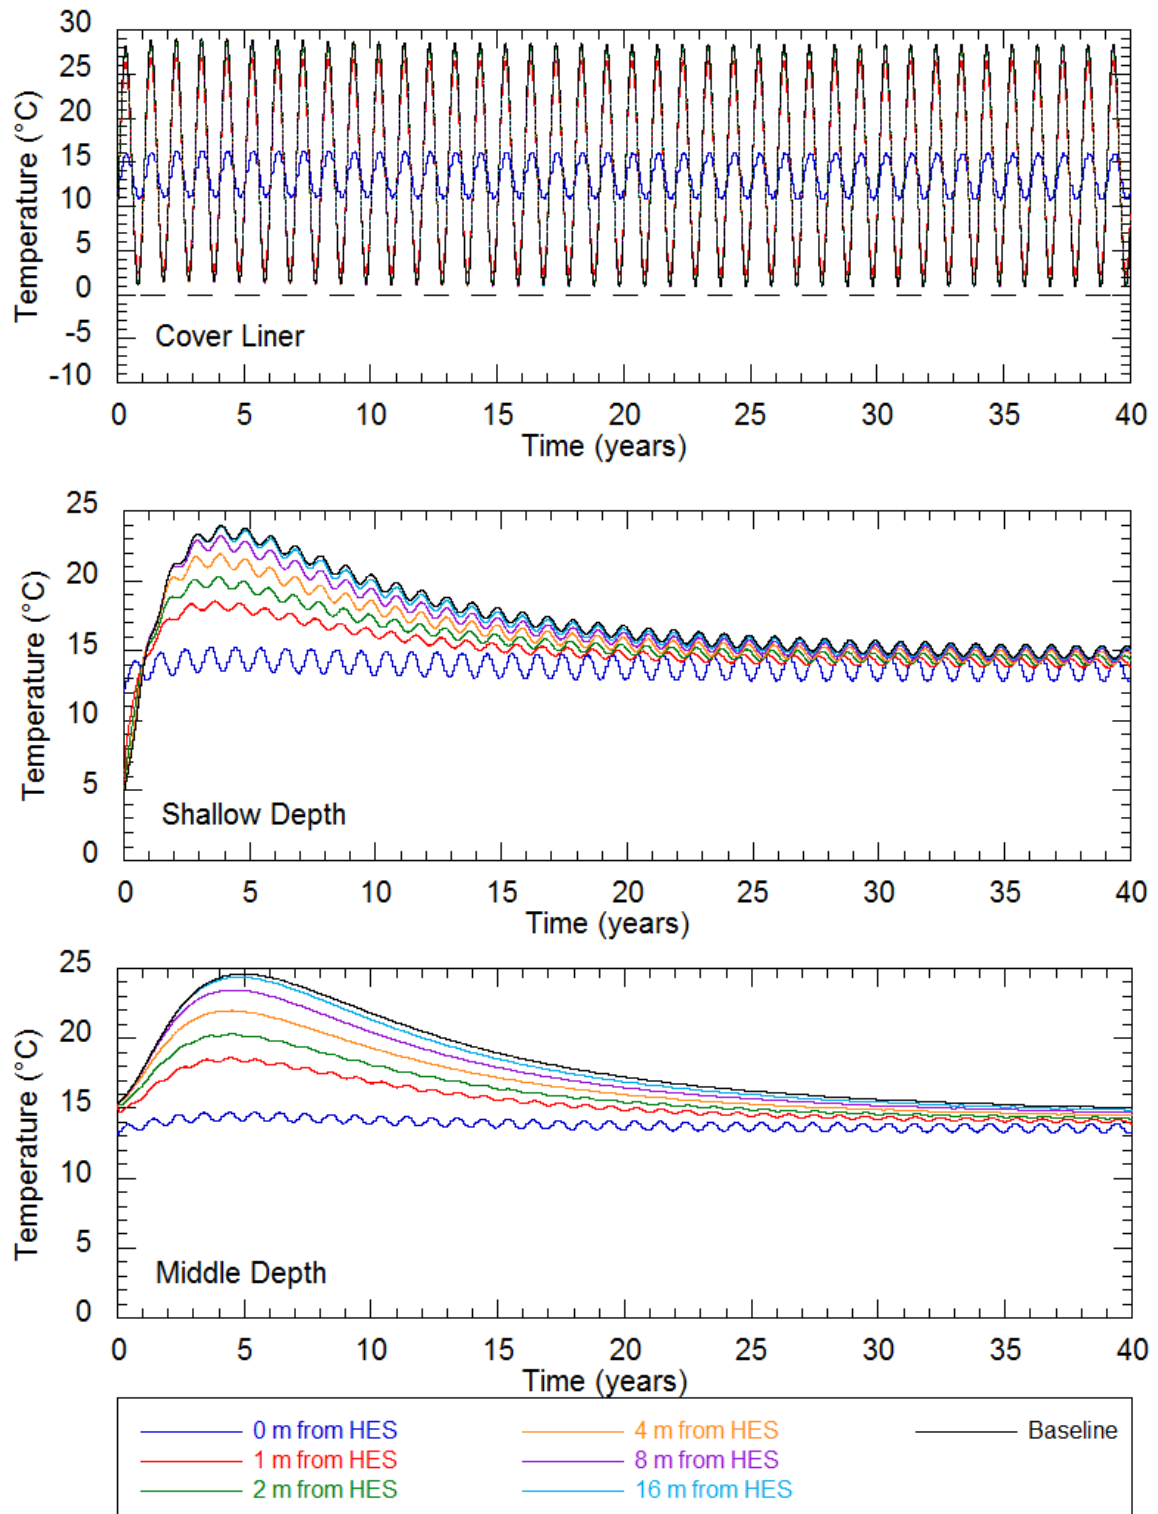 30
25
20
15
10
5
0
-5
-10
Temperature (°C)
Cover Liner
0 5 10 15 20 25 30 35 40
Time (years)
25
20
15
10
5
0
Temperature (°C)
Shallow Depth
0 5 10 15 20 25 30 35 40
Time (years)
25
20
15
10
5
0
Temperature (°C)
Middle Depth
0 5 10 15 20 25 30 35 40
Time (years)
0 m from HES 4 m from HES Baseline
1 m from HES 8 m from HES
2 m from HES 16 m from HES